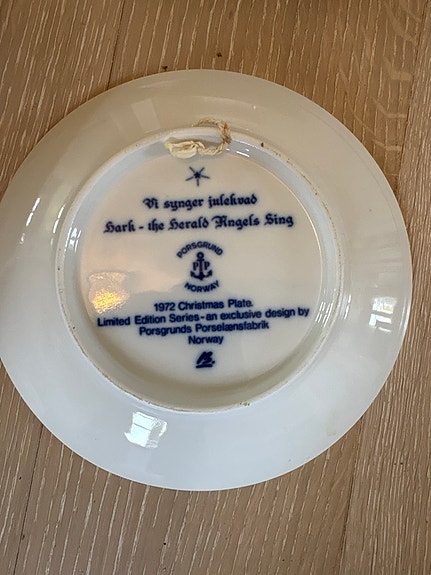 Vi synger julekvad
Hark - the Herald Angels Sing
PORSGRUND
P P
NORWAY
1972 Christmas Plate.
Limited Edition Series - an exclusive design by
Porsgrunds Porselænsfabrik
Norway